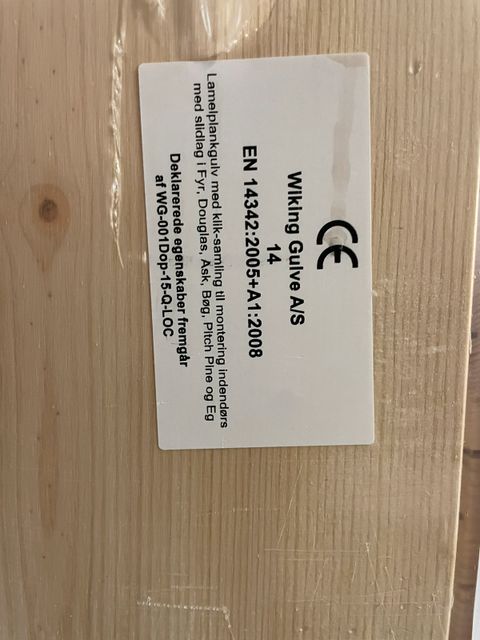 CE
Wiking Gulve A/S
14
EN 14342:2005+A1:2008
Lamelplankgulv med klik-samling til montering indendørs
med slidlag i Fyr, Douglas, Ask, Bøg, Pitch Pine og Eg
Deklarerede egenskaber fremgår
af WG-001Dop-15-Q-LOC